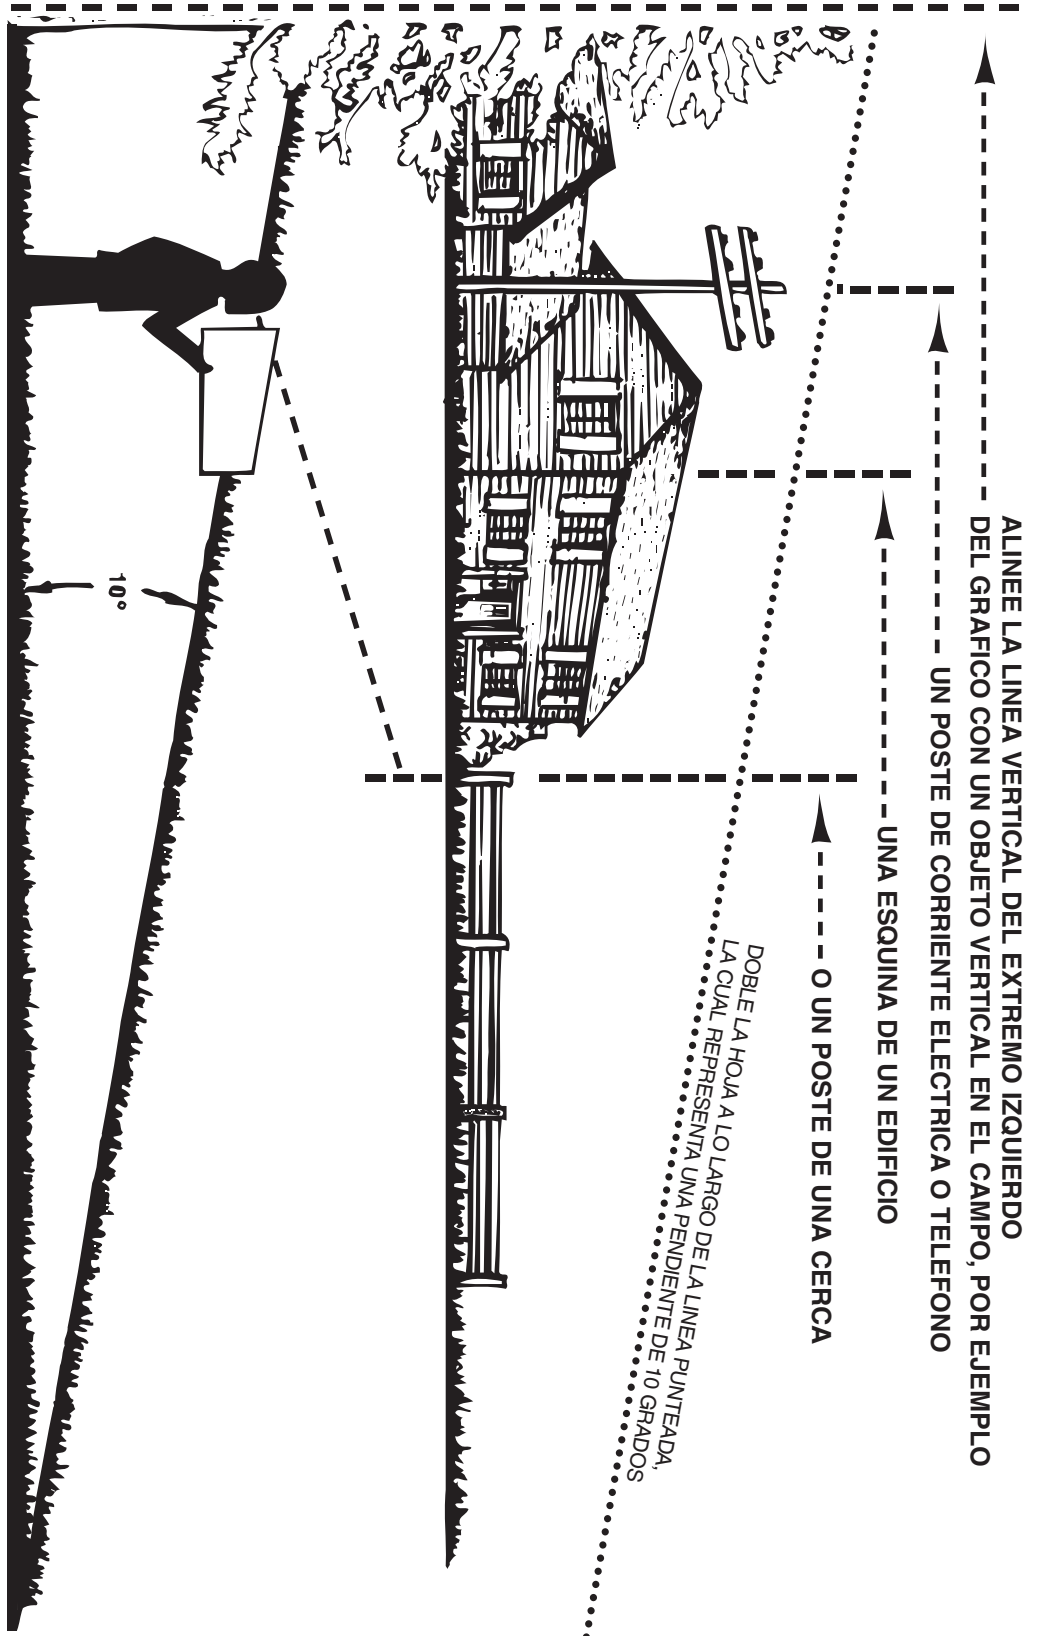 ALINEE LA LINEA VERTICAL DEL EXTREMO IZQUIERDO
DEL GRAFICO CON UN OBJETO VERTICAL EN EL CAMPO, POR EJEMPLO
UN POSTE DE CORRIENTE ELECTRICA O TELEFONO
UNA ESQUINA DE UN EDIFICIO
O UN POSTE DE UNA CERCA
DOBLE LA HOJA A LO LARGO DE LA LINEA PUNTEADA,
LA CUAL REPRESENTA UNA PENDIENTE DE 10 GRADOS
10°